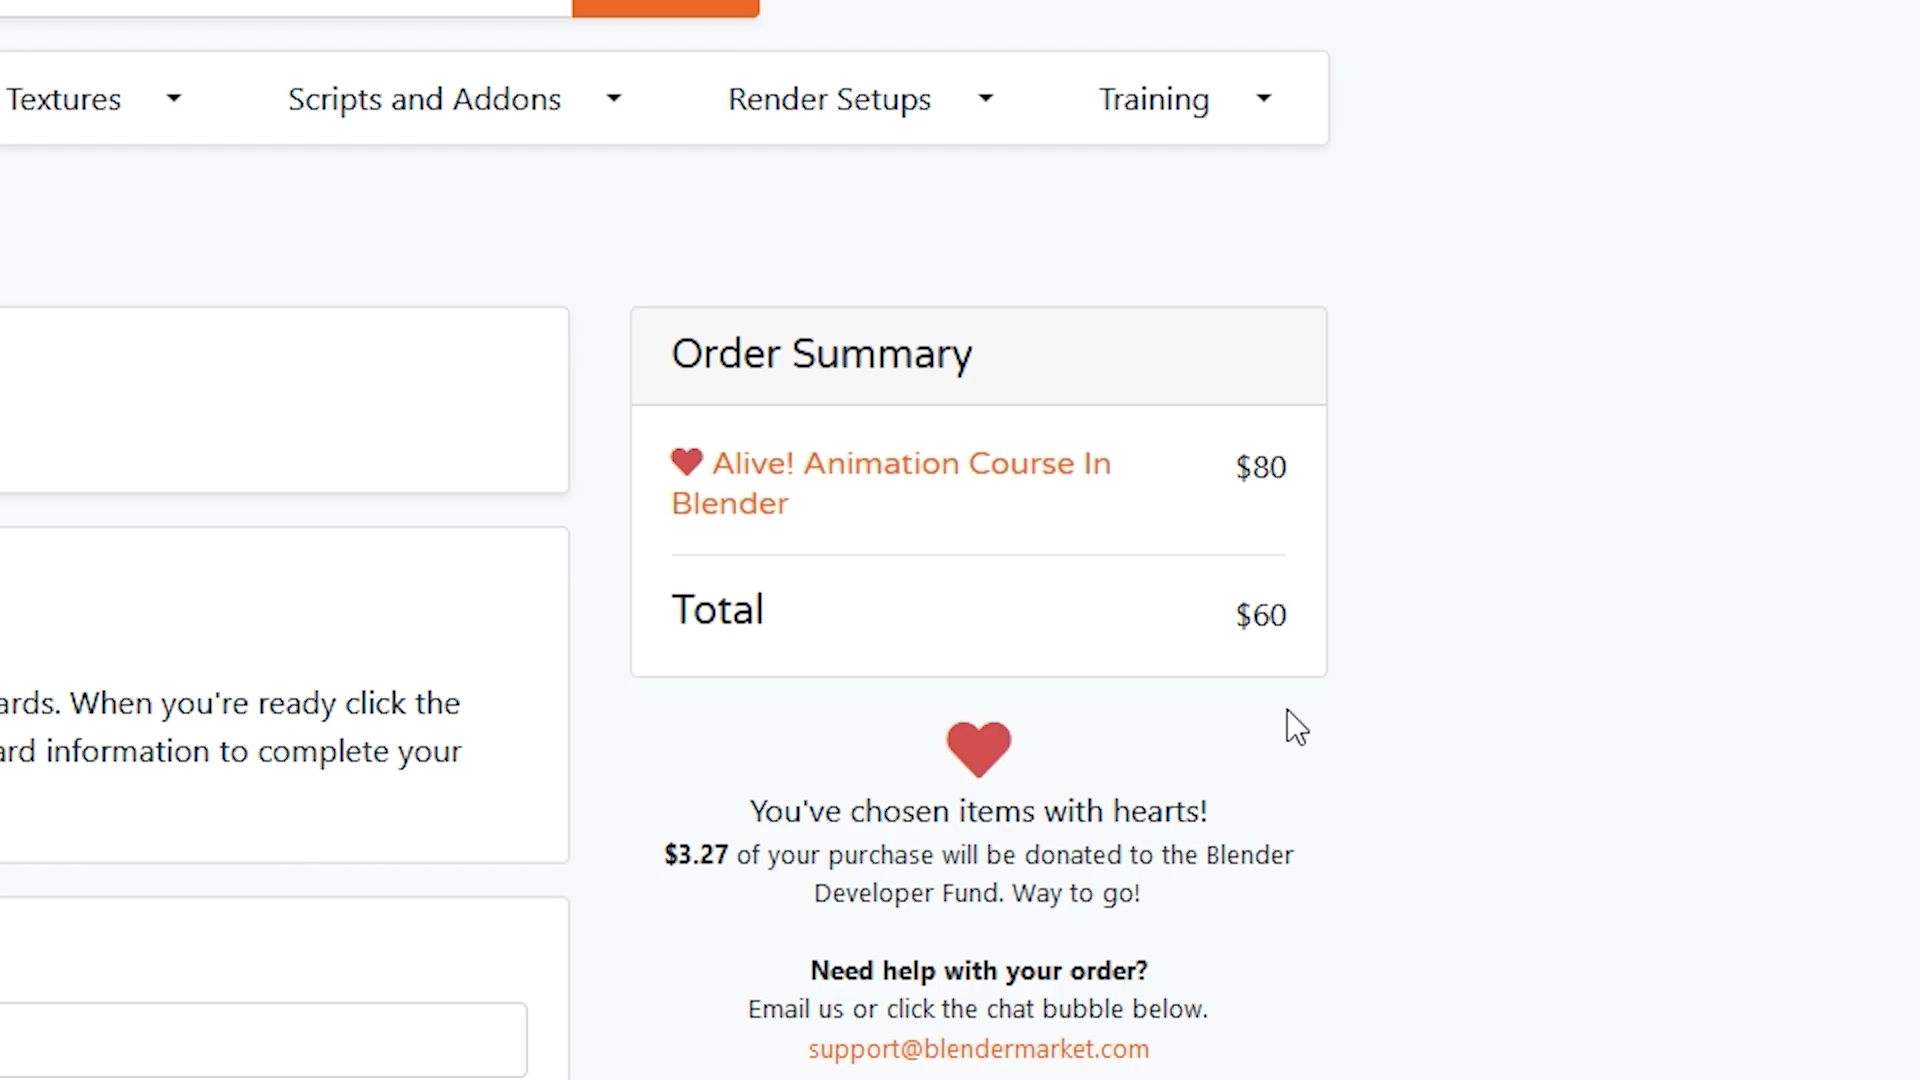 Textures Scripts and Addons Render Setups Training
Order Summary
Alive! Animation Course In $80
Blender
Total $60
ards. When you're ready click the
ard information to complete your
You've chosen items with hearts!
$3.27 of your purchase will be donated to the Blender
Developer Fund. Way to go!
Need help with your order?
Email us or click the chat bubble below.
support@blendermarket.com